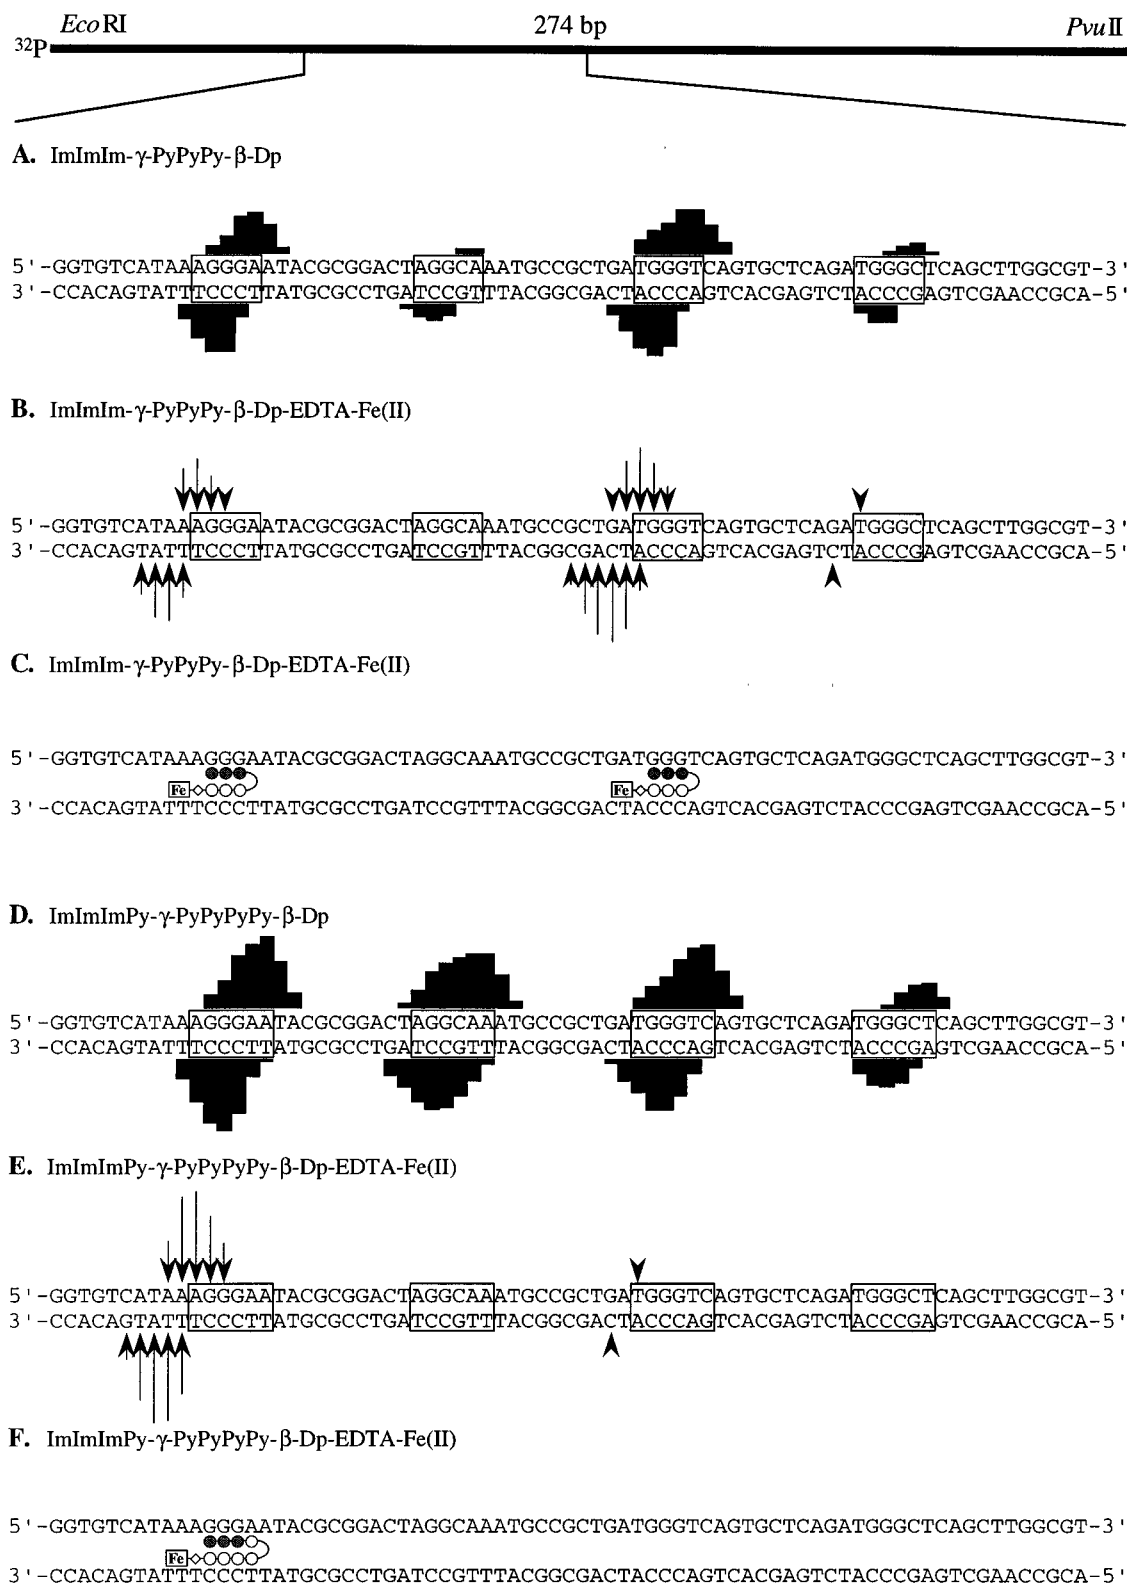 EcoRI 274 bp PvuII
32P
A. ImImIm-γ-PyPyPy-β-Dp
5'-GGTGTCATAAAGGGAATACGCGGACTAGGCAAATGCCGCTGATGGGTCAGTGCTCAGATGGGCTCAGCTTGGCGT-3'
3'-CCACAGTATTTCCCTTATGCGCCTGATCCGTTTACGGCGACTACCCAGTCACGAGTCTACCCGAGTCGAACCGCA-5'
B. ImImIm-γ-PyPyPy-β-Dp-EDTA-Fe(II)
5'-GGTGTCATAAAGGGAATACGCGGACTAGGCAAATGCCGCTGATGGGTCAGTGCTCAGATGGGCTCAGCTTGGCGT-3'
3'-CCACAGTATTTCCCTTATGCGCCTGATCCGTTTACGGCGACTACCCAGTCACGAGTCTACCCGAGTCGAACCGCA-5'
C. ImImIm-γ-PyPyPy-β-Dp-EDTA-Fe(II)
5'-GGTGTCATAAAGGGAATACGCGGACTAGGCAAATGCCGCTGATGGGTCAGTGCTCAGATGGGCTCAGCTTGGCGT-3'
Fe Fe
3'-CCACAGTATTTCCCTTATGCGCCTGATCCGTTTACGGCGACTACCCAGTCACGAGTCTACCCGAGTCGAACCGCA-5'
D. ImImImPy-γ-PyPyPyPy-β-Dp
5'-GGTGTCATAAAGGGAATACGCGGACTAGGCAAATGCCGCTGATGGGTCAGTGCTCAGATGGGCTCAGCTTGGCGT-3'
3'-CCACAGTATTTCCCTTATGCGCCTGATCCGTTTACGGCGACTACCCAGTCACGAGTCTACCCGAGTCGAACCGCA-5'
E. ImImImPy-γ-PyPyPyPy-β-Dp-EDTA-Fe(II)
5'-GGTGTCATAAAGGGAATACGCGGACTAGGCAAATGCCGCTGATGGGTCAGTGCTCAGATGGGCTCAGCTTGGCGT-3'
3'-CCACAGTATTTCCCTTATGCGCCTGATCCGTTTACGGCGACTACCCAGTCACGAGTCTACCCGAGTCGAACCGCA-5'
F. ImImImPy-γ-PyPyPyPy-β-Dp-EDTA-Fe(II)
5'-GGTGTCATAAAGGGAATACGCGGACTAGGCAAATGCCGCTGATGGGTCAGTGCTCAGATGGGCTCAGCTTGGCGT-3'
Fe
3'-CCACAGTATTTCCCTTATGCGCCTGATCCGTTTACGGCGACTACCCAGTCACGAGTCTACCCGAGTCGAACCGCA-5'